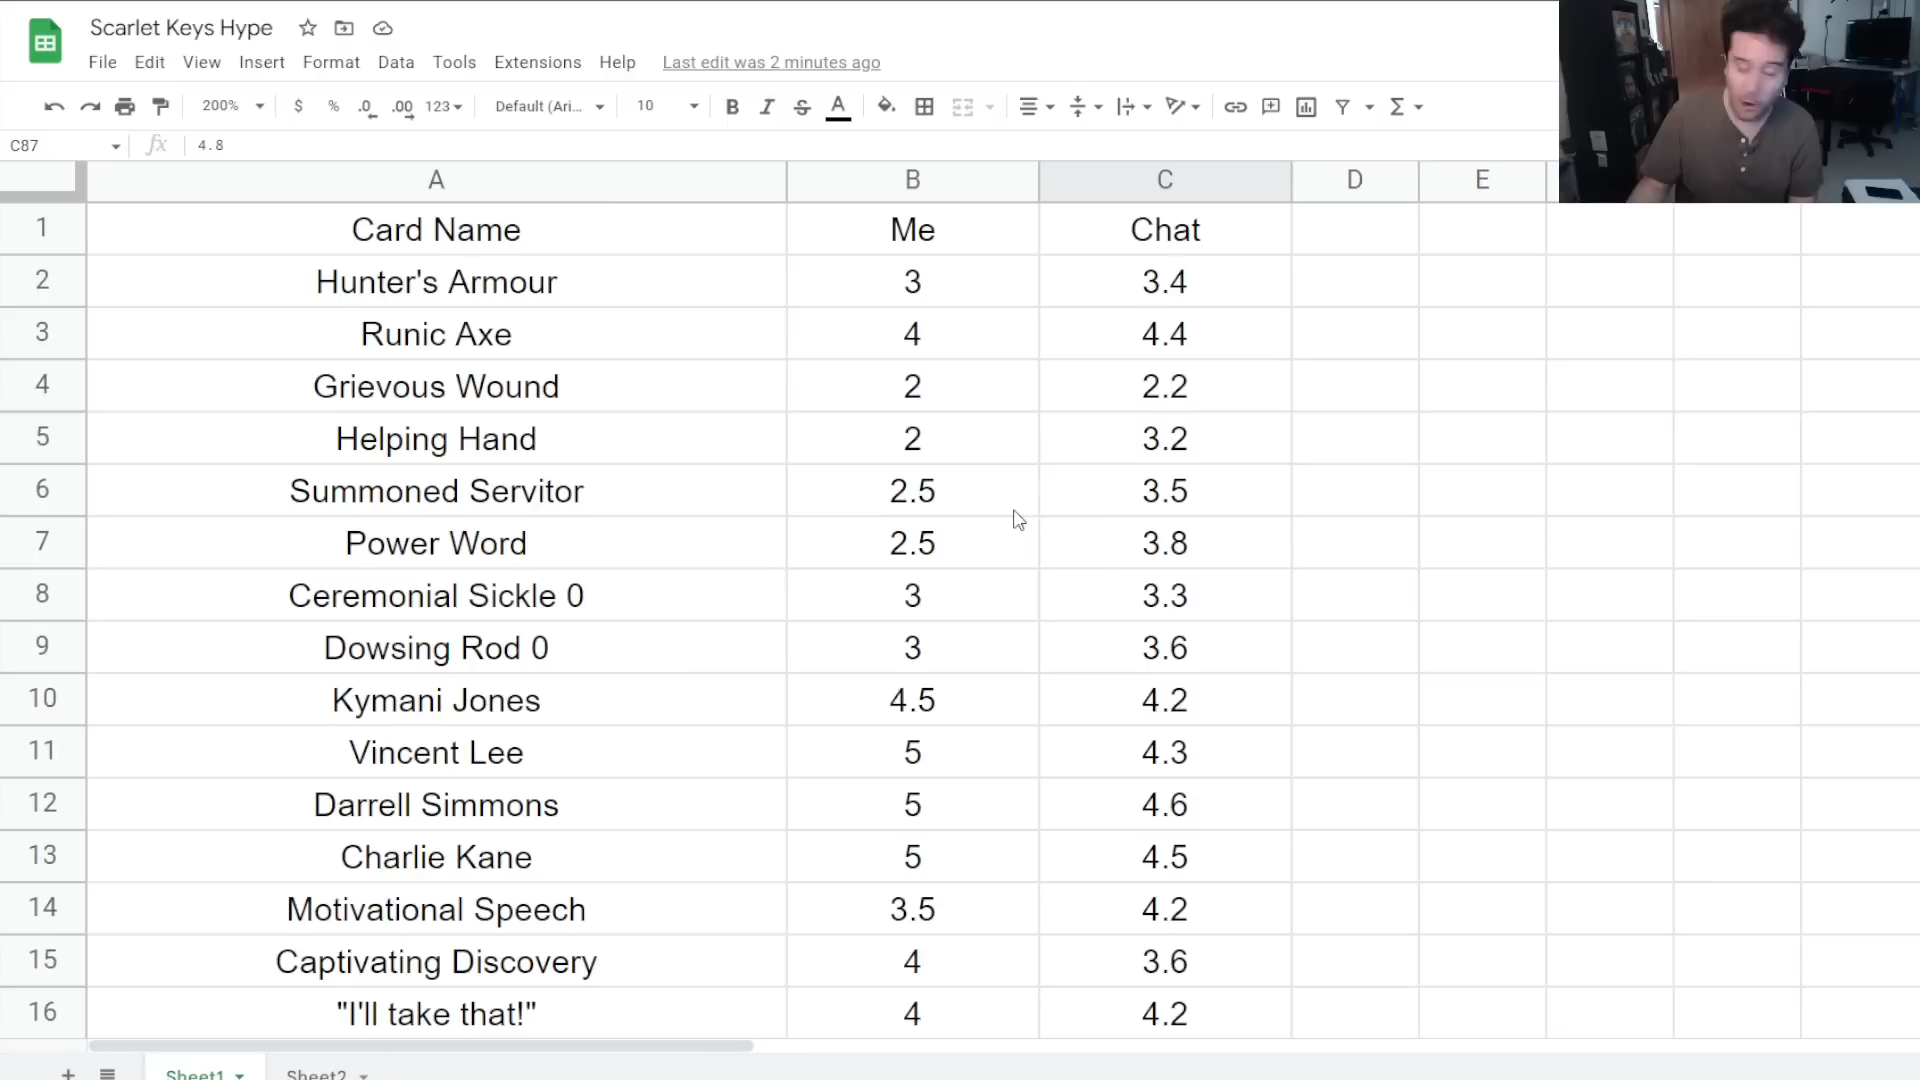 Scarlet Keys Hype
File Edit View Insert Format Data Tools Extensions Help Last edit was 2 minutes ago
200% $ % .0 .00 123 Default (Ari... 10 B I S A Σ
C87 fx 4.8
A B C D E
1 Card Name Me Chat
2 Hunter's Armour 3 3.4
3 Runic Axe 4 4.4
4 Grievous Wound 2 2.2
5 Helping Hand 2 3.2
6 Summoned Servitor 2.5 3.5
7 Power Word 2.5 3.8
8 Ceremonial Sickle 0 3 3.3
9 Dowsing Rod 0 3 3.6
10 Kymani Jones 4.5 4.2
11 Vincent Lee 5 4.3
12 Darrell Simmons 5 4.6
13 Charlie Kane 5 4.5
14 Motivational Speech 3.5 4.2
15 Captivating Discovery 4 3.6
16 "I'll take that!" 4 4.2
+ Sheet1 Sheet2